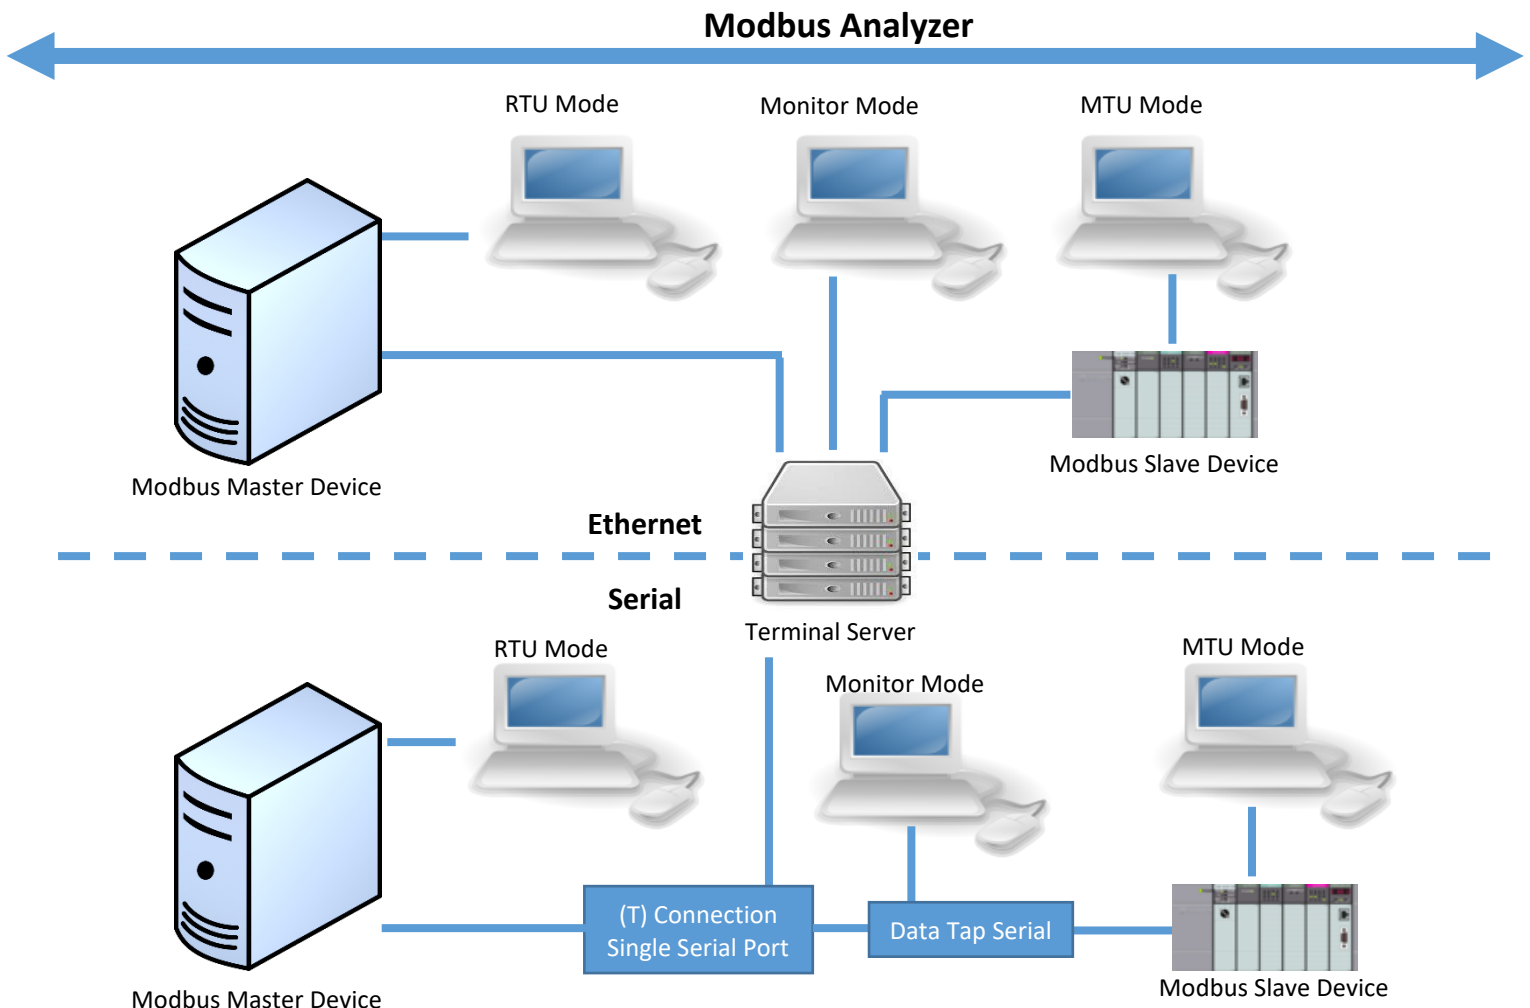 Modbus Analyzer
RTU Mode
Monitor Mode
MTU Mode
Modbus Master Device
Modbus Slave Device
Ethernet
Serial
Terminal Server
RTU Mode
Monitor Mode
MTU Mode
(T) Connection
Single Serial Port
Data Tap Serial
Modbus Slave Device
Modbus Master Device